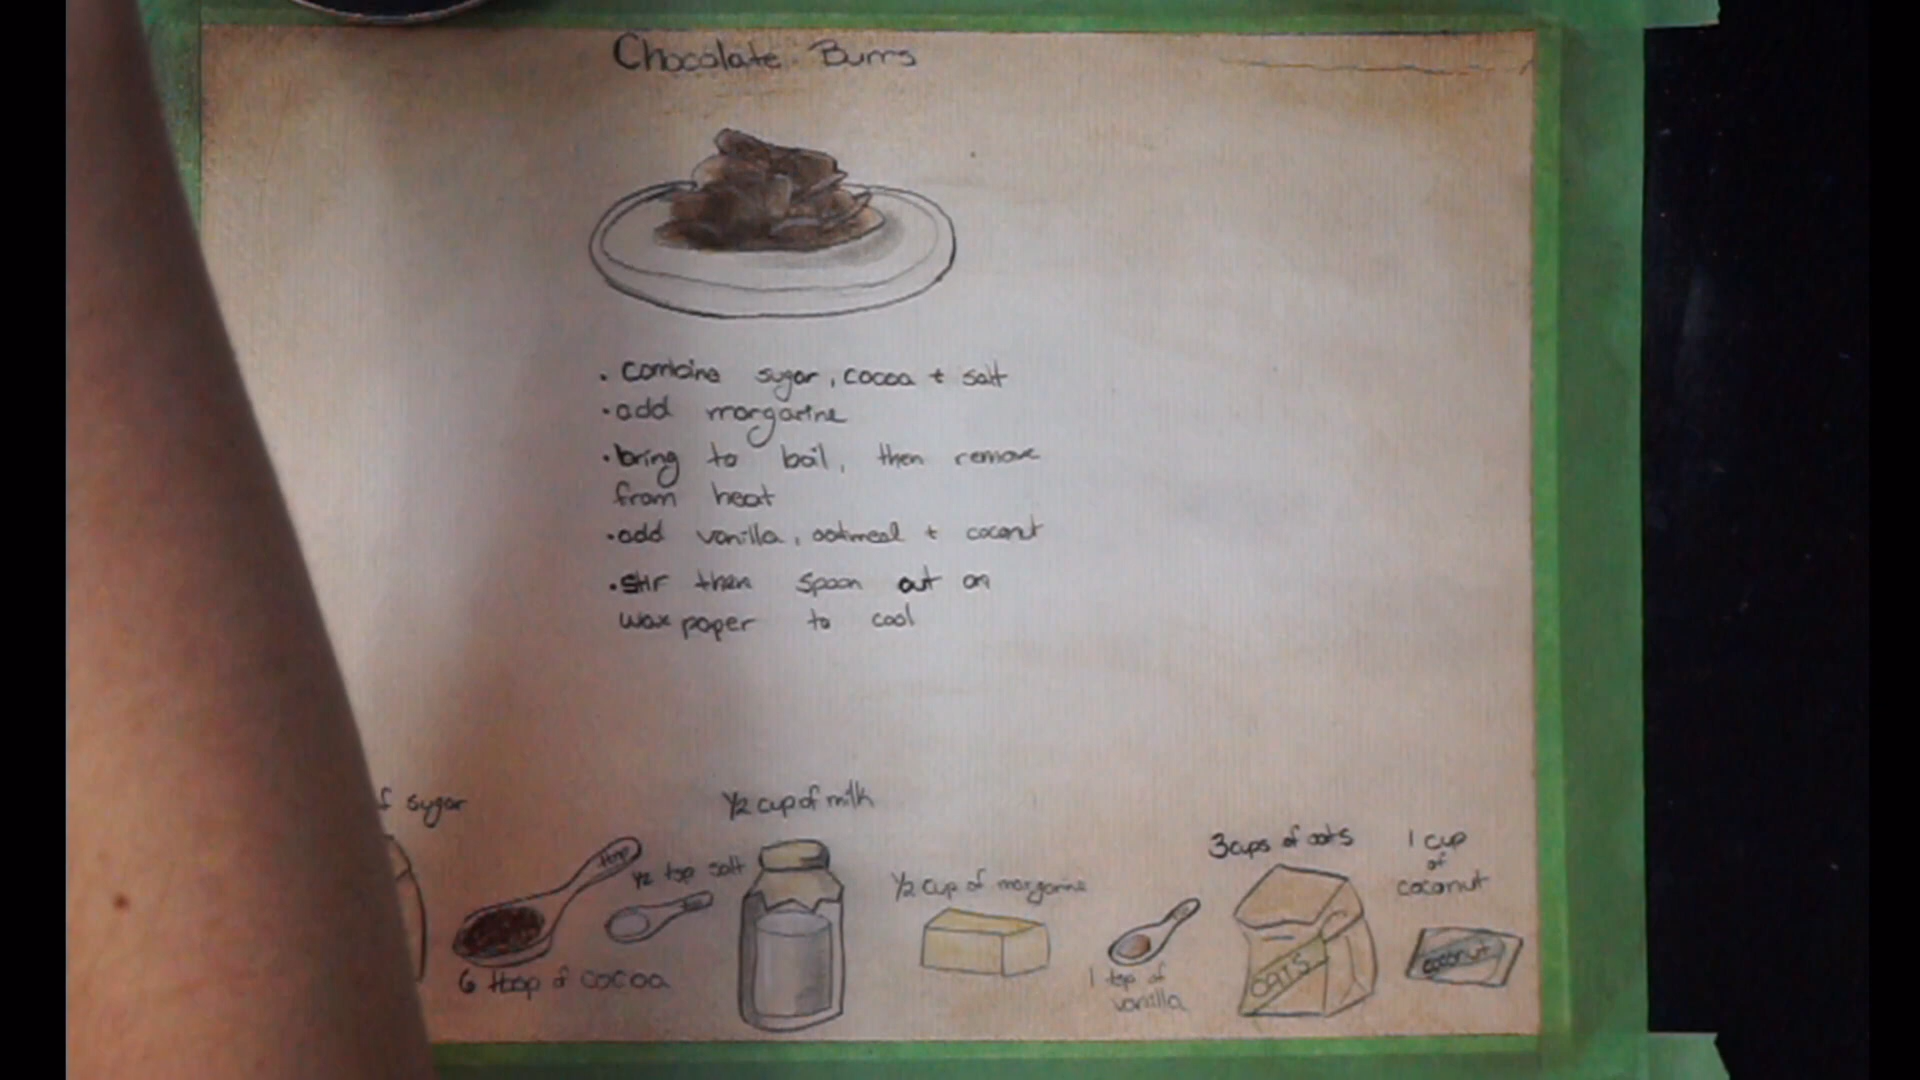 Chocolate Burrs
• combine sugar, cocoa + salt
• add margarine
• bring to boil, then remove
from heat
• add vanilla, oatmeal + coconut
• stir then spoon out on
wax paper to cool
f sugar
tbsp
6 tbsp of cocoa
1/2 tsp salt
1/2 cup of milk
1/2 cup of margarine
1 tsp of
vanilla
3 cups of oats
OATS
1 cup
of
coconut
coconut